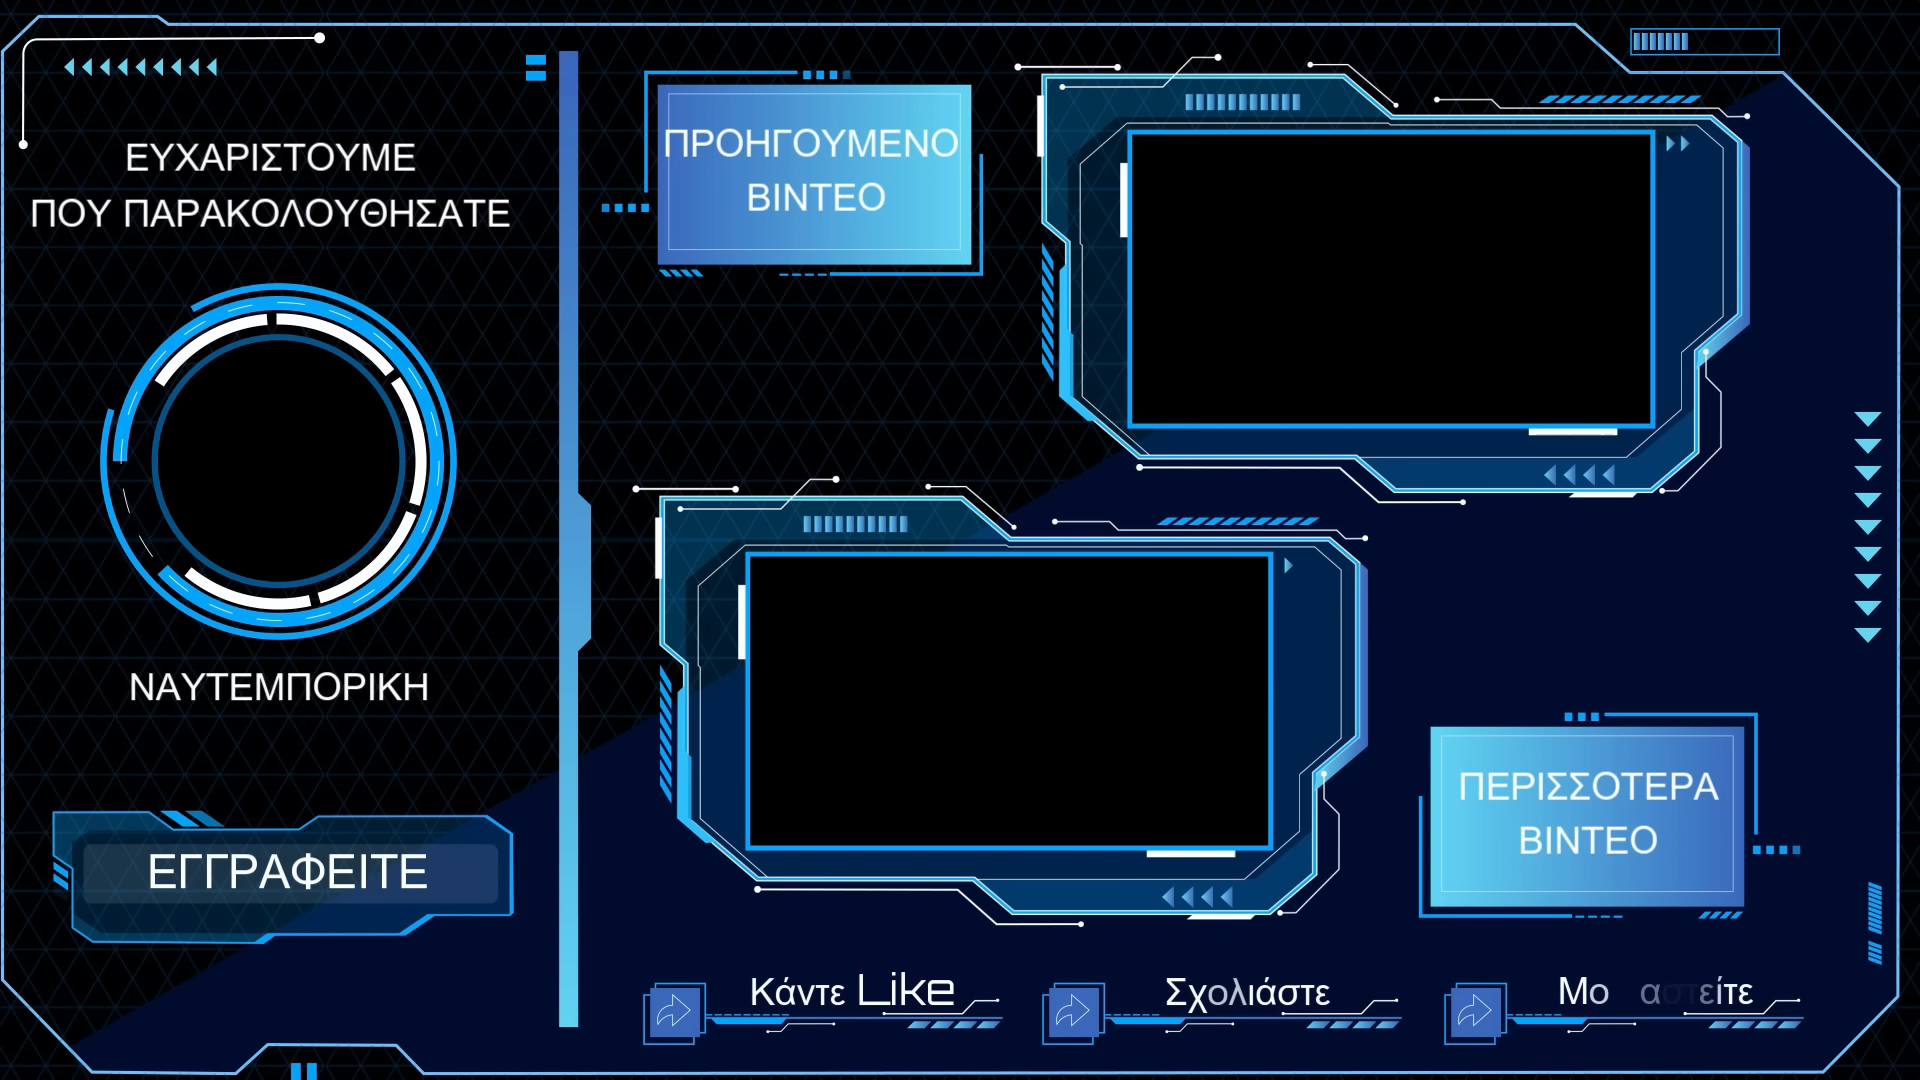 ΕΥΧΑΡΙΣΤΟΥΜΕ
ΠΟΥ ΠΑΡΑΚΟΛΟΥΘΗΣΑΤΕ
ΝΑΥΤΕΜΠΟΡΙΚΗ
ΕΓΓΡΑΦΕΙΤΕ
ΠΡΟΗΓΟΥΜΕΝΟ
ΒΙΝΤΕΟ
ΠΕΡΙΣΣΟΤΕΡΑ
ΒΙΝΤΕΟ
Κάντε Like
Σχολιάστε